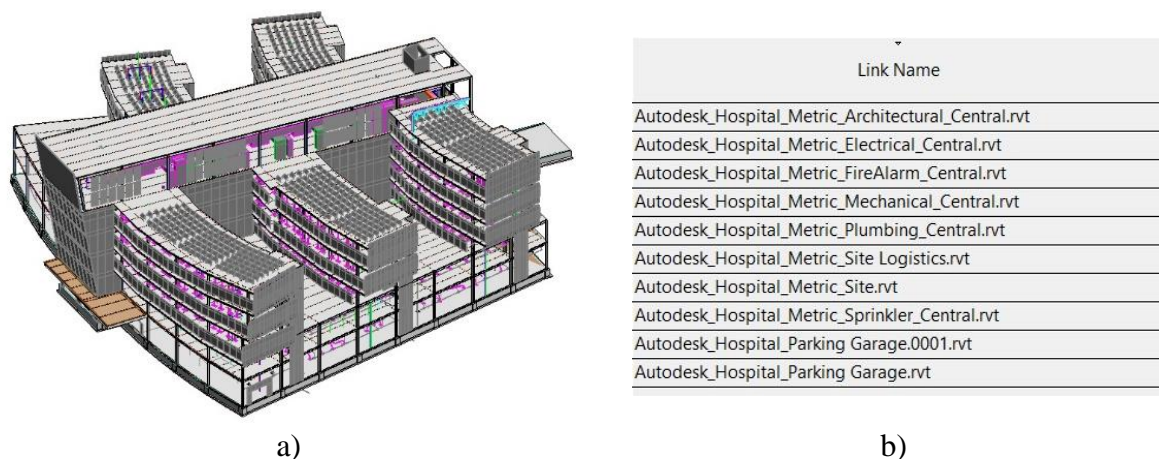 Link Name
Autodesk_Hospital_Metric_Architectural_Central.rvt
Autodesk_Hospital_Metric_Electrical_Central.rvt
Autodesk_Hospital_Metric_FireAlarm_Central.rvt
Autodesk_Hospital_Metric_Mechanical_Central.rvt
Autodesk_Hospital_Metric_Plumbing_Central.rvt
Autodesk_Hospital_Metric_Site Logistics.rvt
Autodesk_Hospital_Metric_Site.rvt
Autodesk_Hospital_Metric_Sprinkler_Central.rvt
Autodesk_Hospital_Parking Garage.0001.rvt
Autodesk_Hospital_Parking Garage.rvt
a) b)